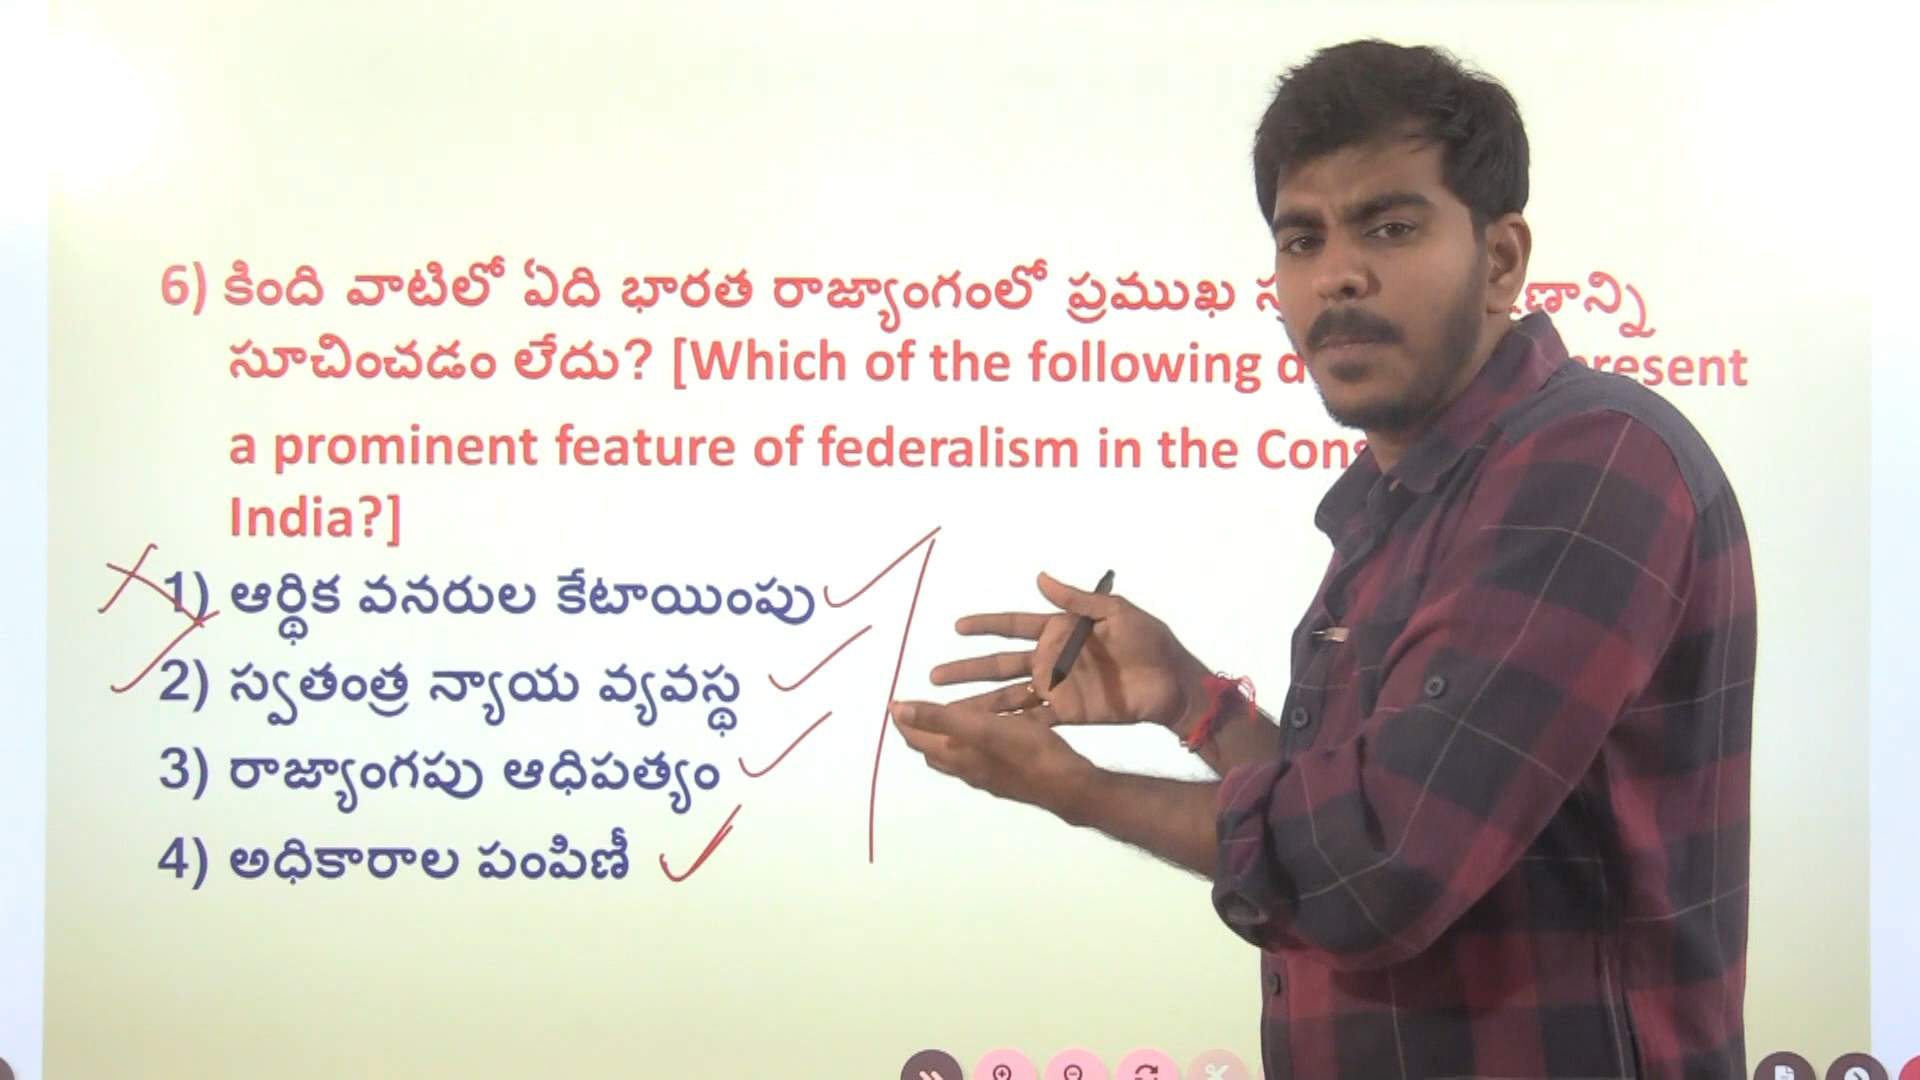 6) కింది వాటిలో ఏది భారత రాజ్యాంగంలో ప్రముఖ
సూచించడం లేదు? [Which of the following
a prominent feature of federalism in the
India?]
1) ఆర్థిక వనరుల కేటాయింపు
2) స్వతంత్ర న్యాయ వ్యవస్థ
3) రాజ్యాంగపు ఆధిపత్యం
4) అధికారాల పంపిణీ